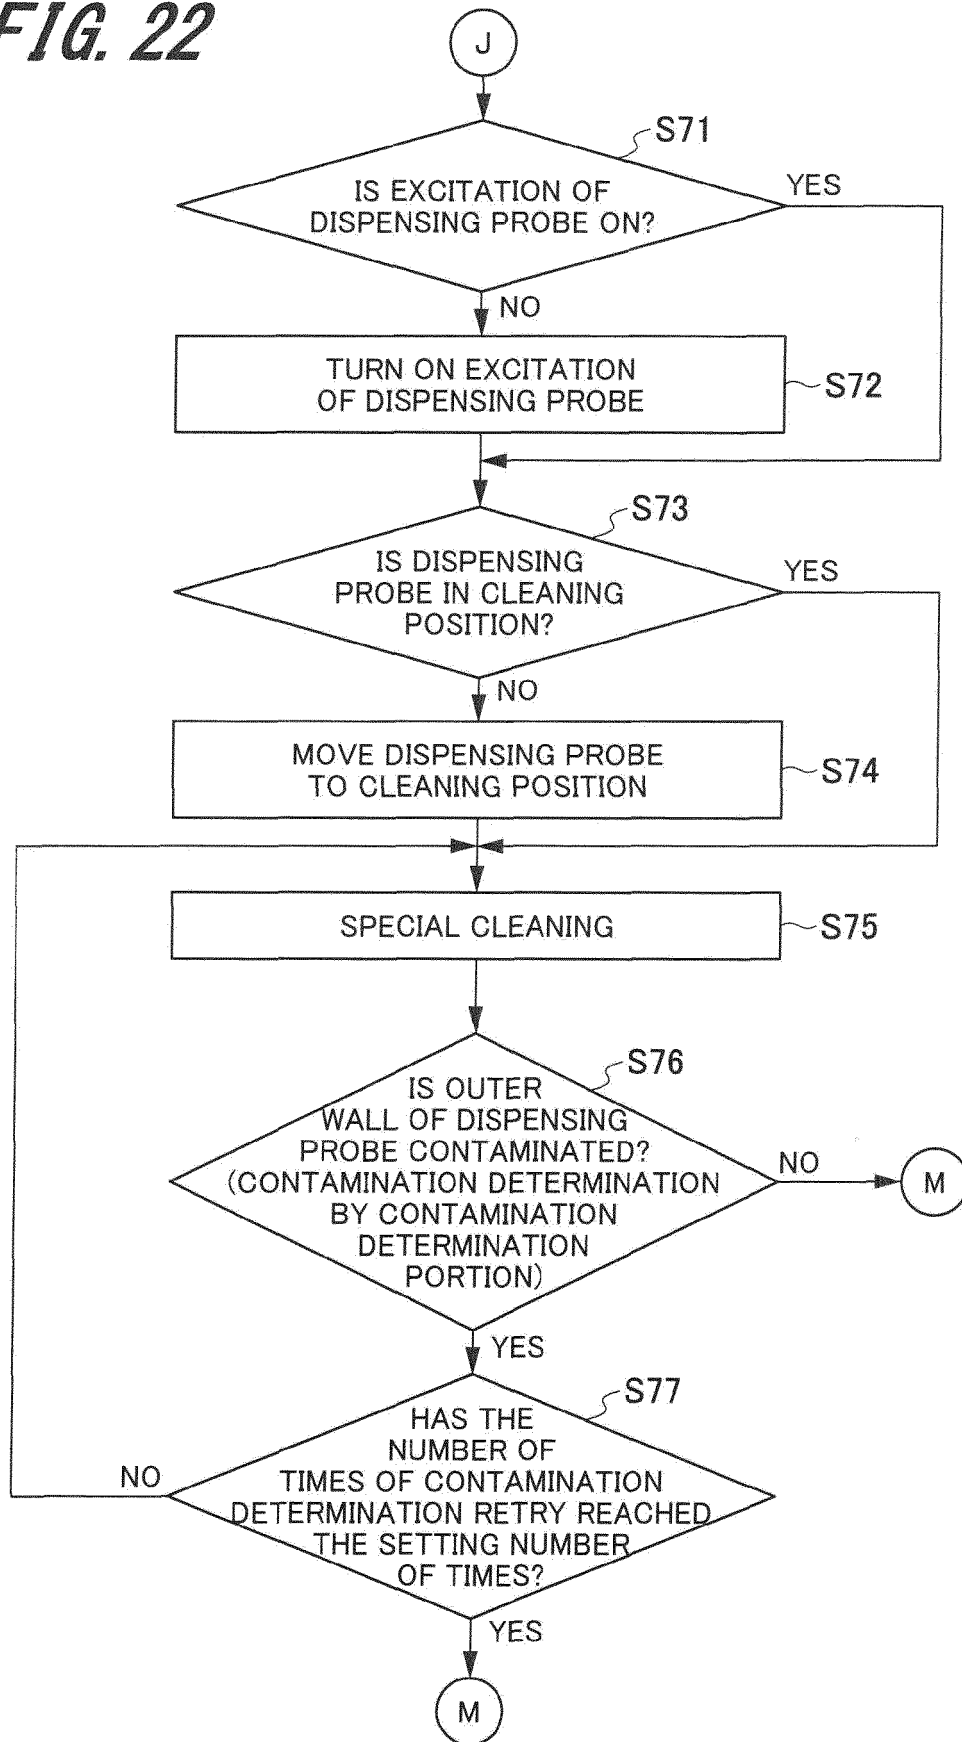 FIG. 22
J
S71
IS EXCITATION OF
DISPENSING PROBE ON?
YES
NO
TURN ON EXCITATION
OF DISPENSING PROBE
S72
S73
IS DISPENSING
PROBE IN CLEANING
POSITION?
YES
NO
MOVE DISPENSING PROBE
TO CLEANING POSITION
S74
SPECIAL CLEANING
S75
S76
IS OUTER
WALL OF DISPENSING
PROBE CONTAMINATED?
(CONTAMINATION DETERMINATION
BY CONTAMINATION
DETERMINATION
PORTION)
NO
M
YES
S77
HAS THE
NUMBER OF
TIMES OF CONTAMINATION
DETERMINATION RETRY REACHED
THE SETTING NUMBER
OF TIMES?
NO
YES
M